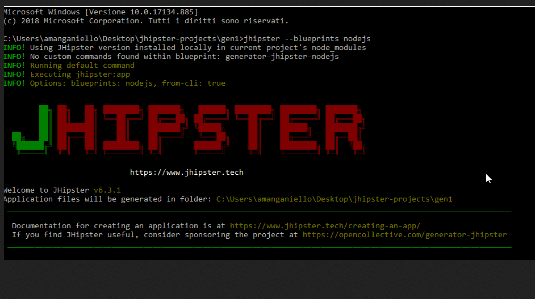 Microsoft Windows [Versione 10.0.17134.885]
(c) 2018 Microsoft Corporation. Tutti i diritti sono riservati.
C:\Users\amanganiello\Desktop\jhipster-projects\gen1>jhipster --blueprints nodejs
INFO! Using JHipster version installed locally in current project's node_modules
INFO! No custom commands found within blueprint: generator-jhipster-nodejs
INFO! Running default command
INFO! Executing jhipster:app
INFO! Options: blueprints: nodejs, from-cli: true
JHIPSTER
https://www.jhipster.tech
Welcome to JHipster v6.3.1
Application files will be generated in folder: C:\Users\amanganiello\Desktop\jhipster-projects\gen1
Documentation for creating an application is at https://www.jhipster.tech/creating-an-app/
If you find JHipster useful, consider sponsoring the project at https://opencollective.com/generator-jhipster